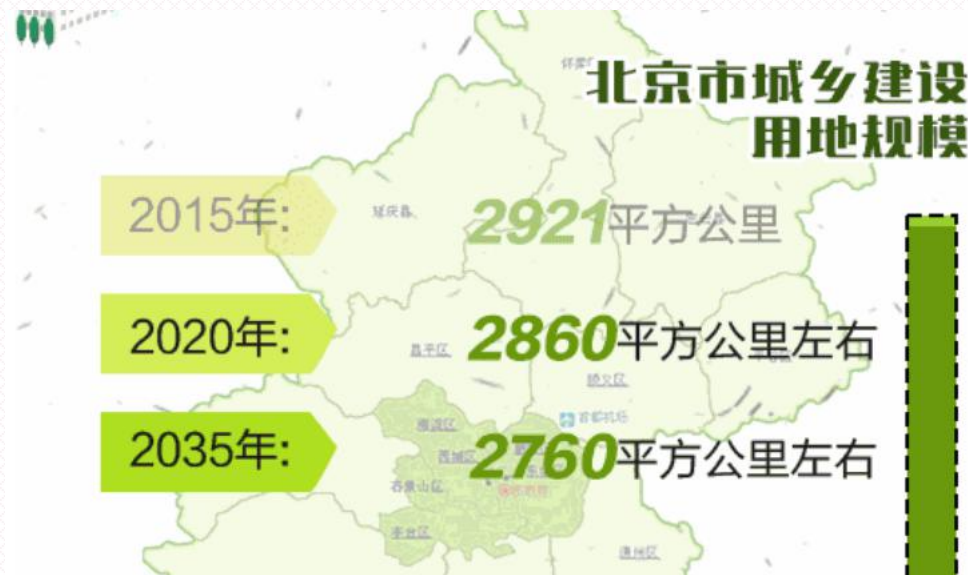 北京市城乡建设
用地规模
2015年:
2921平方公里
延庆县
2020年:
2860平方公里左右
昌平区
顺义区
首都机场
2035年:
2760平方公里左右
海淀区
西城区
石景山区
丰台区
通州区